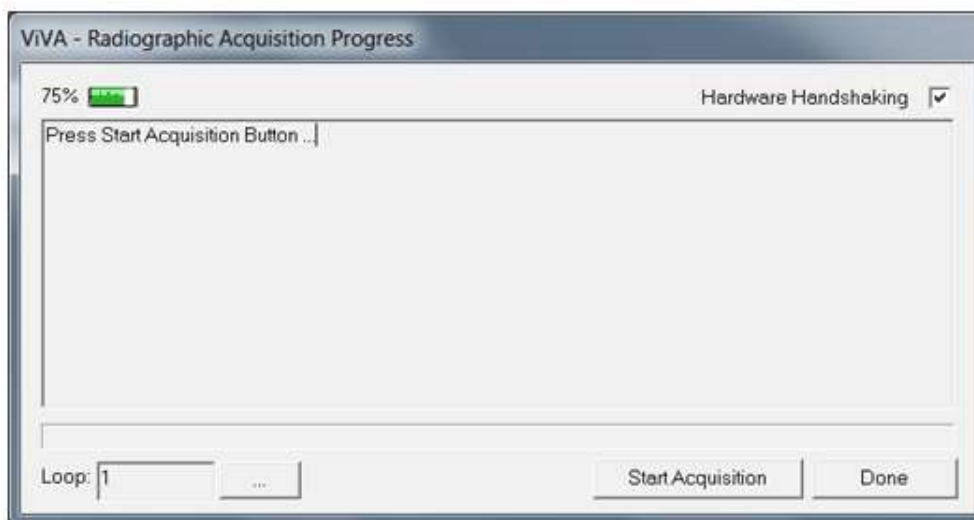 ViVA - Radiographic Acquisition Progress
75%
Hardware Handshaking
Press Start Acquisition Button ...
Loop: 1
...
Start Acquisition
Done